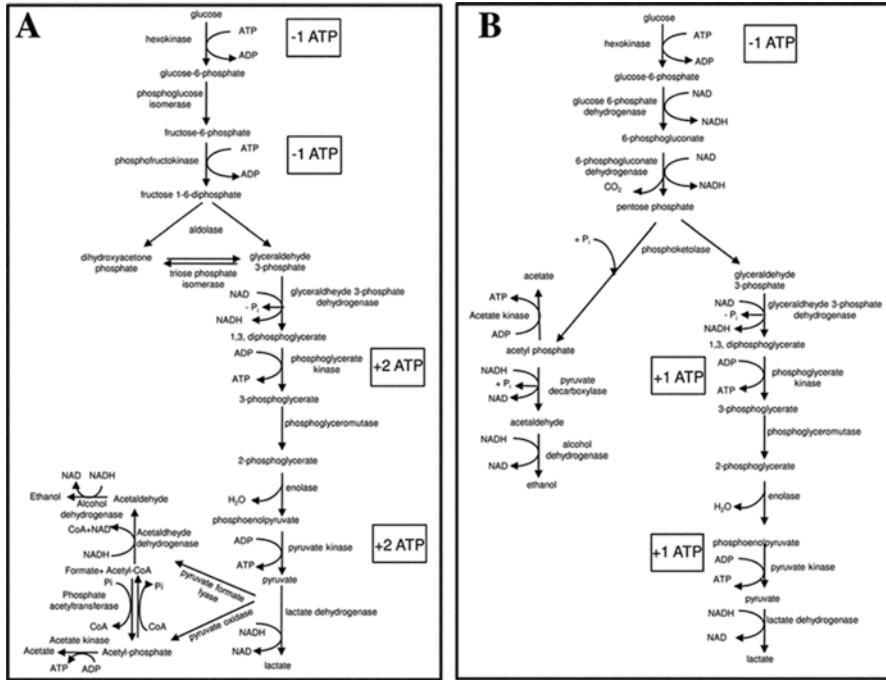 A
glucose
hexokinase
ATP
ADP
-1 ATP
glucose-6-phosphate
phosphoglucose
isomerase
fructose-6-phosphate
phosphofructokinase
ATP
ADP
-1 ATP
fructose 1-6-diphosphate
aldolase
dihydroxyacetone
phosphate
triose phosphate
isomerase
glyceraldehyde
3-phosphate
NAD
- Pi
NADH
glyceraldheyde 3-phosphate
dehydrogenase
1,3, diphosphoglycerate
ADP
ATP
phosphoglycerate
kinase
+2 ATP
3-phosphoglycerate
phosphoglyceromutase
2-phosphoglycerate
enolase
H2O
phosphoenolpyruvate
ADP
ATP
pyruvate kinase
+2 ATP
pyruvate
lactate dehydrogenase
NADH
NAD
lactate
pyruvate formate
lyase
pyruvate oxidase
NAD NADH
Ethanol
Alcohol
dehydrogenase
Acetaldehyde
CoA+NAD
NADH
Acetaldheyde
dehydrogenase
Formate+ Acetyl-CoA
Pi
Pi
Phosphate
acetyltransferase
CoA
CoA
Acetate kinase
Acetate
Acetyl-phosphate
ATP
ADP
B
glucose
hexokinase
ATP
ADP
-1 ATP
glucose-6-phosphate
glucose 6-phosphate
dehydrogenase
NAD
NADH
6-phosphogluconate
6-phosphogluconate
dehydrogenase
NAD
CO2
NADH
pentose phosphate
+ Pi
phosphoketolase
acetate
ATP
Acetate kinase
ADP
acetyl phosphate
NADH
+ Pi
NAD
pyruvate
decarboxylase
acetaldehyde
NADH
NAD
alcohol
dehydrogenase
ethanol
glyceraldehyde
3-phosphate
NAD
- Pi
NADH
glyceraldheyde 3-phosphate
dehydrogenase
1,3, diphosphoglycerate
+1 ATP
ADP
ATP
phosphoglycerate
kinase
3-phosphoglycerate
phosphoglyceromutase
2-phosphoglycerate
enolase
H2O
phosphoenolpyruvate
+1 ATP
ADP
ATP
pyruvate kinase
pyruvate
NADH
NAD
lactate dehydrogenase
lactate